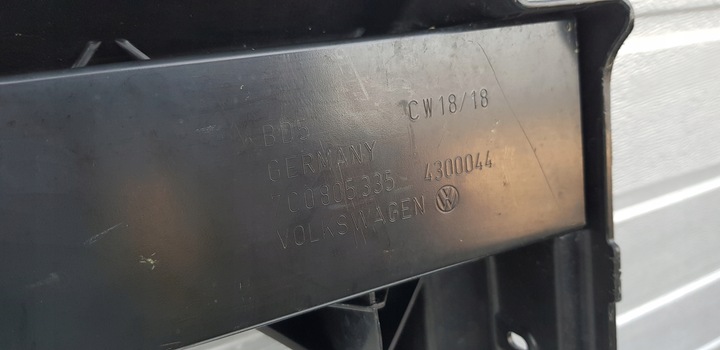 CW18/18
GERMANY
4300044
VOLKSWAGEN